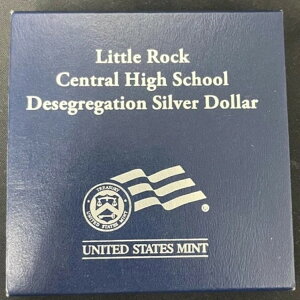 Little Rock
Central High School
Desegregation Silver Dollar
UNITED STATES MINT